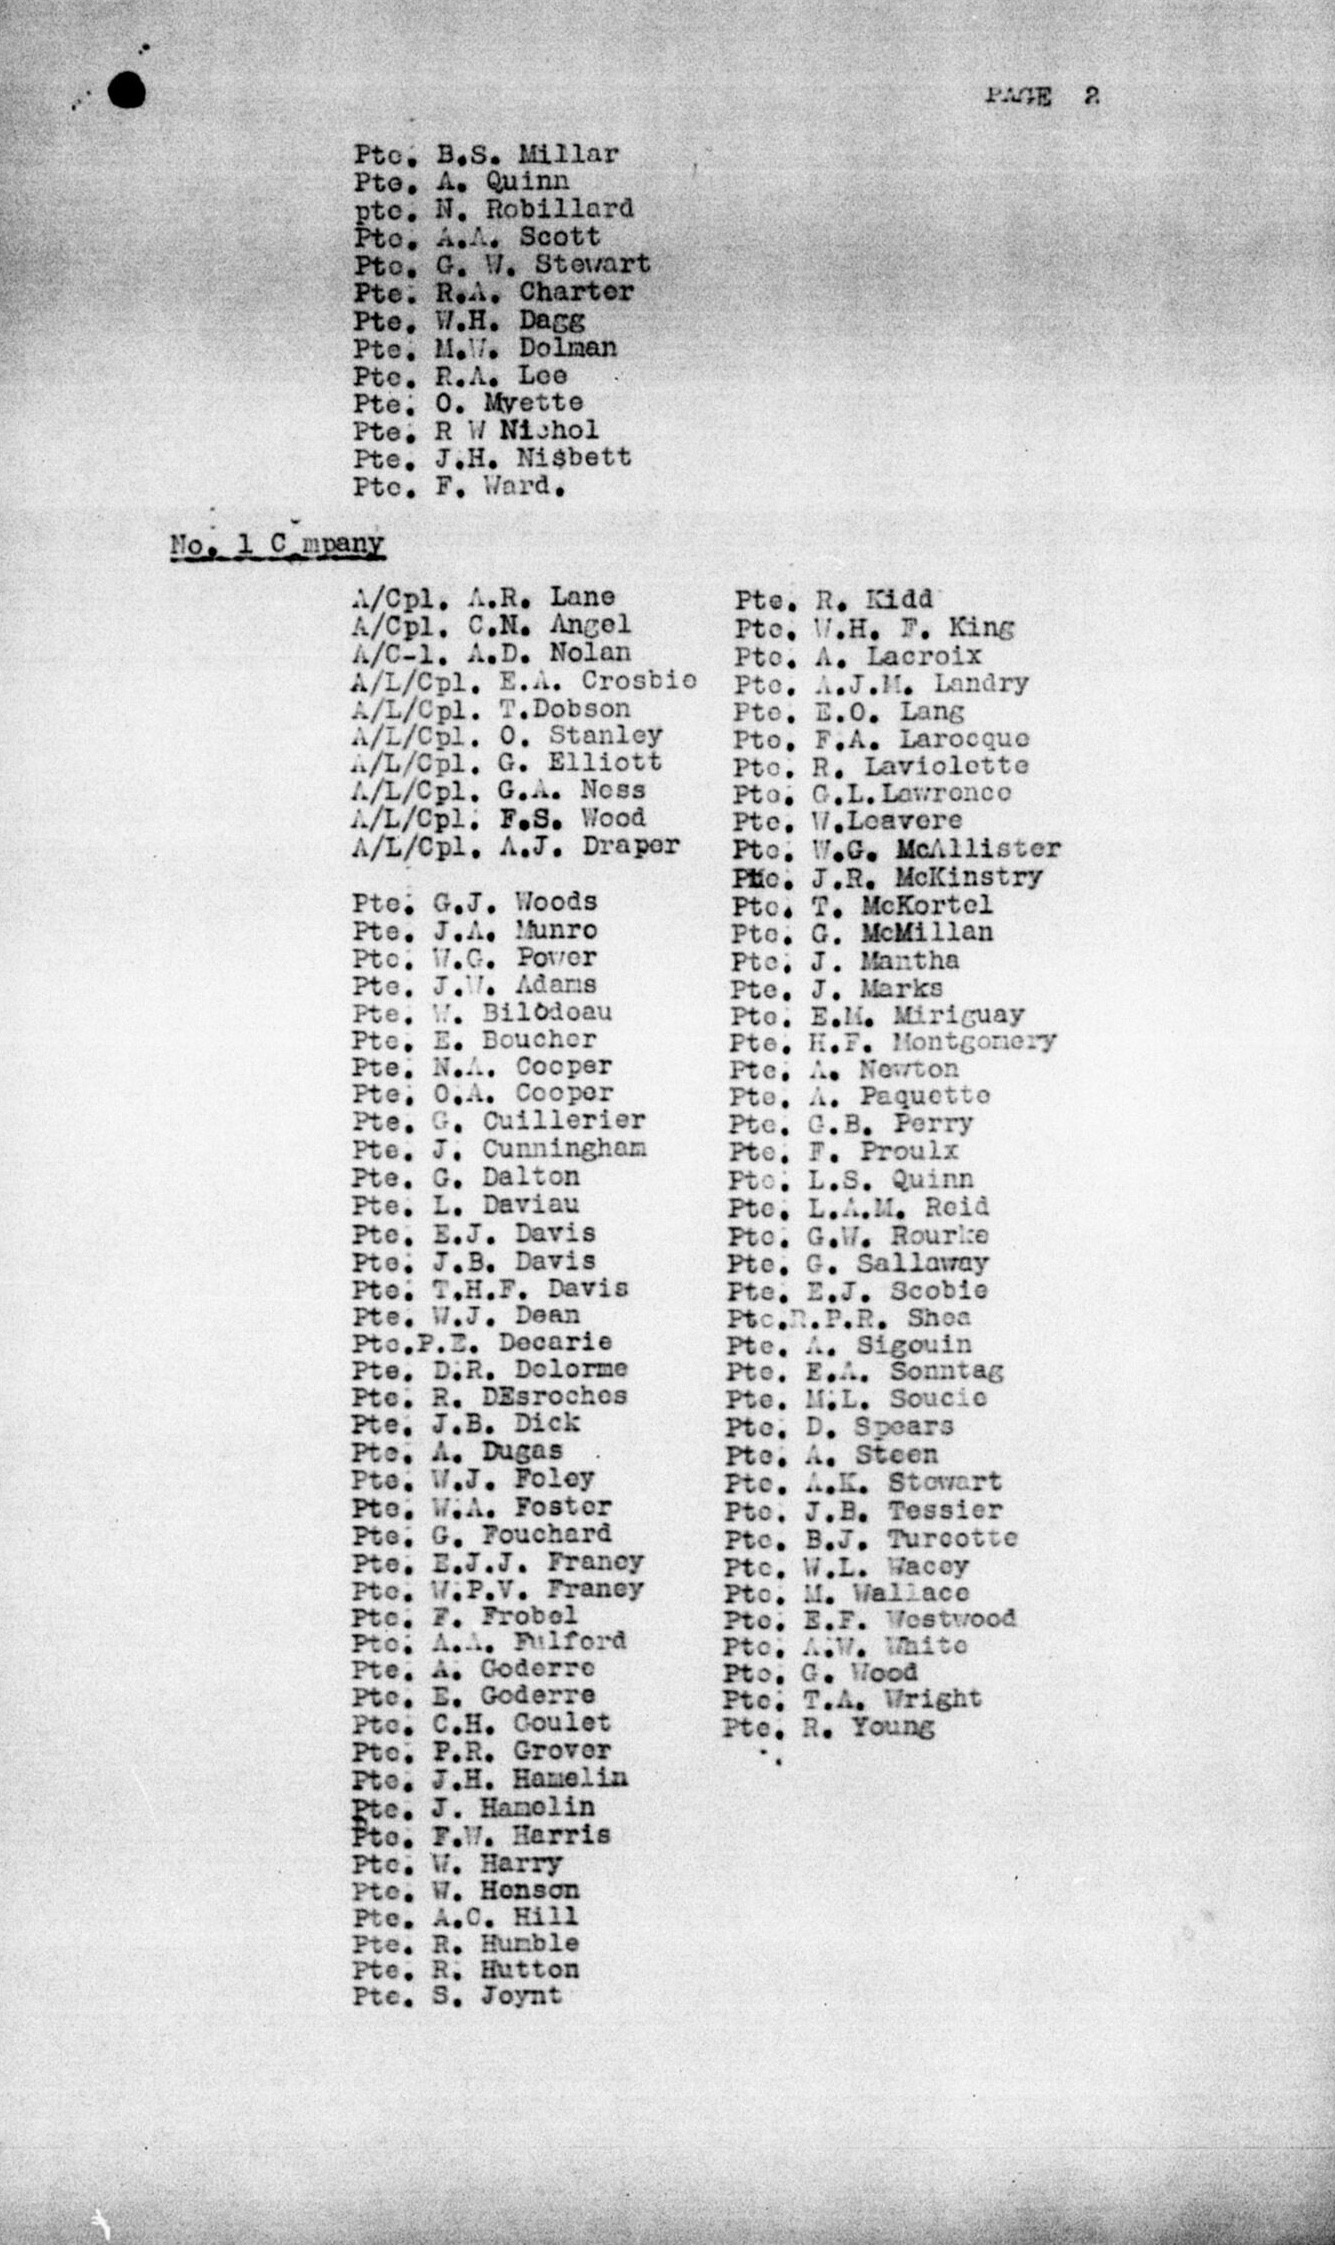 PAGE 2
Pte. B.S. Millar
Pte. A. Quinn
pte. N. Robillard
Pte. A.A. Scott
Pte. G. W. Stewart
Pte. R.A. Charter
Pte. W.H. Dagg
Pte. M.W. Dolman
Pte. R.A. Lee
Pte. O. Myette
Pte. R W Nichol
Pte. J.H. Nisbett
Pte. F. Ward.
No. 1 C mpany
A/Cpl. A.R. Lane
A/Cpl. C.N. Angel
A/C-l. A.D. Nolan
A/L/Cpl. E.A. Crosbie
A/L/Cpl. T.Dobson
A/L/Cpl. O. Stanley
A/L/Cpl. G. Elliott
A/L/Cpl. G.A. Ness
A/L/Cpl. F.S. Wood
A/L/Cpl. A.J. Draper
Pte. G.J. Woods
Pte. J.A. Munro
Pte. W.G. Power
Pte. J.W. Adams
Pte. W. Bilodeau
Pte. E. Boucher
Pte. N.A. Cooper
Pte. O.A. Cooper
Pte. G. Cuillerier
Pte. J. Cunningham
Pte. G. Dalton
Pte. L. Daviau
Pte. E.J. Davis
Pte. J.B. Davis
Pte. T.H.F. Davis
Pte. W.J. Dean
Pte.P.E. Decarie
Pte. D.R. Delorme
Pte. R. DEsroches
Pte. J.B. Dick
Pte. A. Dugas
Pte. W.J. Foley
Pte. W.A. Foster
Pte. G. Fouchard
Pte. E.J.J. Franey
Pte. W.P.V. Franey
Pte. F. Frobel
Pte. A.A. Fulford
Pte. A. Goderre
Pte. E. Goderre
Pte. C.H. Goulet
Pte. P.R. Grover
Pte. J.H. Hamelin
Pte. J. Hamelin
Pte. F.W. Harris
Pte. W. Harry
Pte. W. Henson
Pte. A.C. Hill
Pte. R. Humble
Pte. R. Hutton
Pte. S. Joynt
Pte. R. Kidd
Pte. W.H. F. King
Pte. A. Lacroix
Pte. A.J.M. Landry
Pte. E.O. Lang
Pte. F.A. Larocque
Pte. R. Laviolette
Pte. G.L.Lawrence
Pte. W.Leavere
Pte. W.G. McAllister
Pte. J.R. McKinstry
Pte. T. McKortel
Pte. G. McMillan
Pte. J. Mantha
Pte. J. Marks
Pte. E.M. Miriguay
Pte. H.F. Montgomery
Pte. A. Newton
Pte. A. Paquette
Pte. G.B. Perry
Pte. F. Proulx
Pte. L.S. Quinn
Pte. L.A.M. Reid
Pte. G.W. Rourke
Pte. G. Sallaway
Pte. E.J. Scobie
Pte.R.P.R. Shea
Pte. A. Sigouin
Pte. E.A. Sonntag
Pte. M.L. Soucie
Pte. D. Spears
Pte. A. Steen
Pte. A.K. Stewart
Pte. J.B. Tessier
Pte. B.J. Turcotte
Pte. W.L. Wacey
Pte. M. Wallace
Pte. E.F. Westwood
Pte. A.W. White
Pte. G. Wood
Pte. T.A. Wright
Pte. R. Young